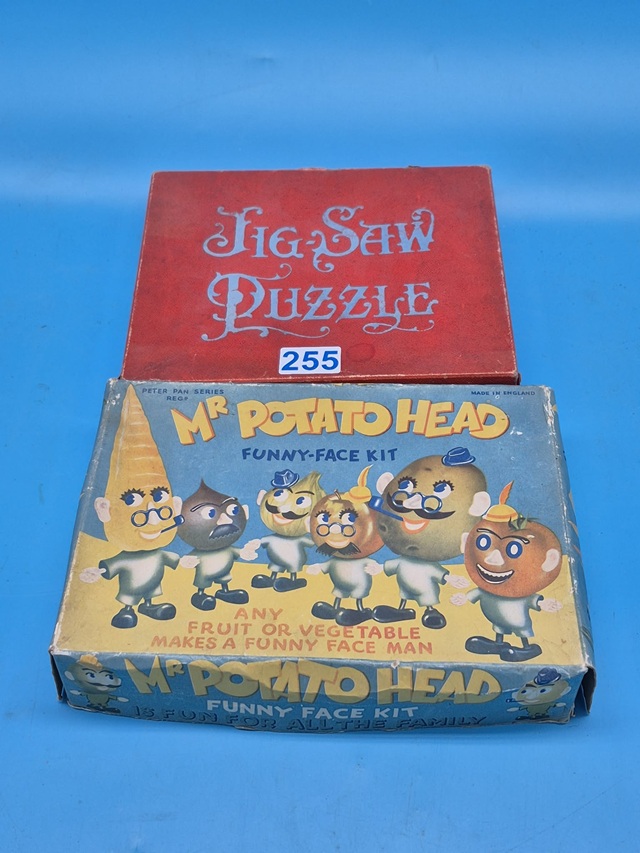 JIG-SAW
PUZZLE
255
PETER PAN SERIES
REGD
MADE IN ENGLAND
MR POTATO HEAD
FUNNY-FACE KIT
ANY
FRUIT OR VEGETABLE
MAKES A FUNNY FACE MAN
MR POTATO HEAD
FUNNY FACE KIT
IS FUN FOR ALL THE FAMILY